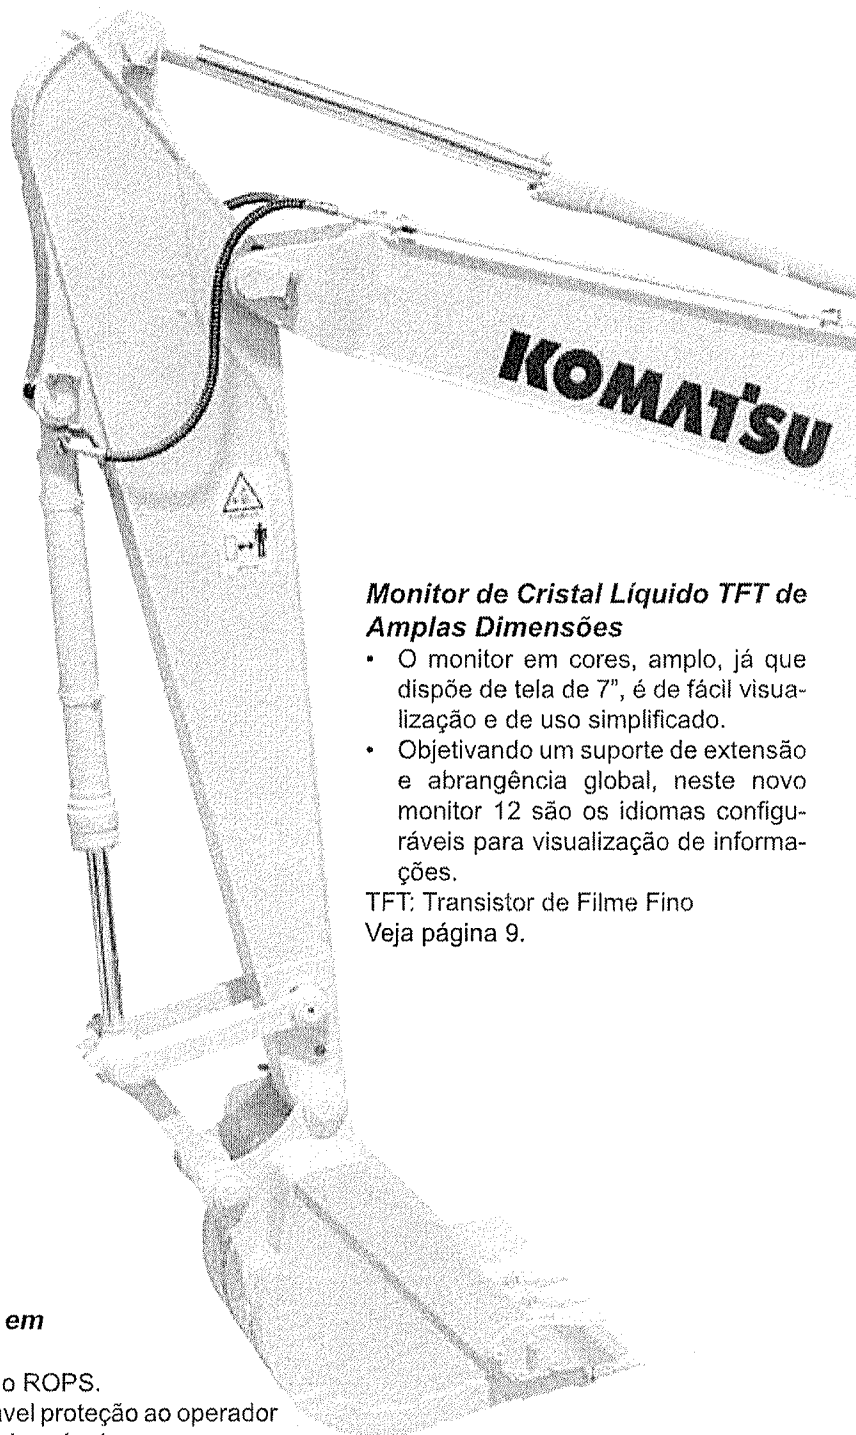 KOMATSU
Monitor de Cristal Líquido TFT de
Amplas Dimensões
• O monitor em cores, amplo, já que
dispõe de tela de 7”, é de fácil visua-
lização e de uso simplificado.
• Objetivando um suporte de extensão
e abrangência global, neste novo
monitor 12 são os idiomas configu-
ráveis para visualização de informa-
ções.
TFT: Transistor de Filme Fino
Veja página 9.
em
o ROPS.
proteção ao operador